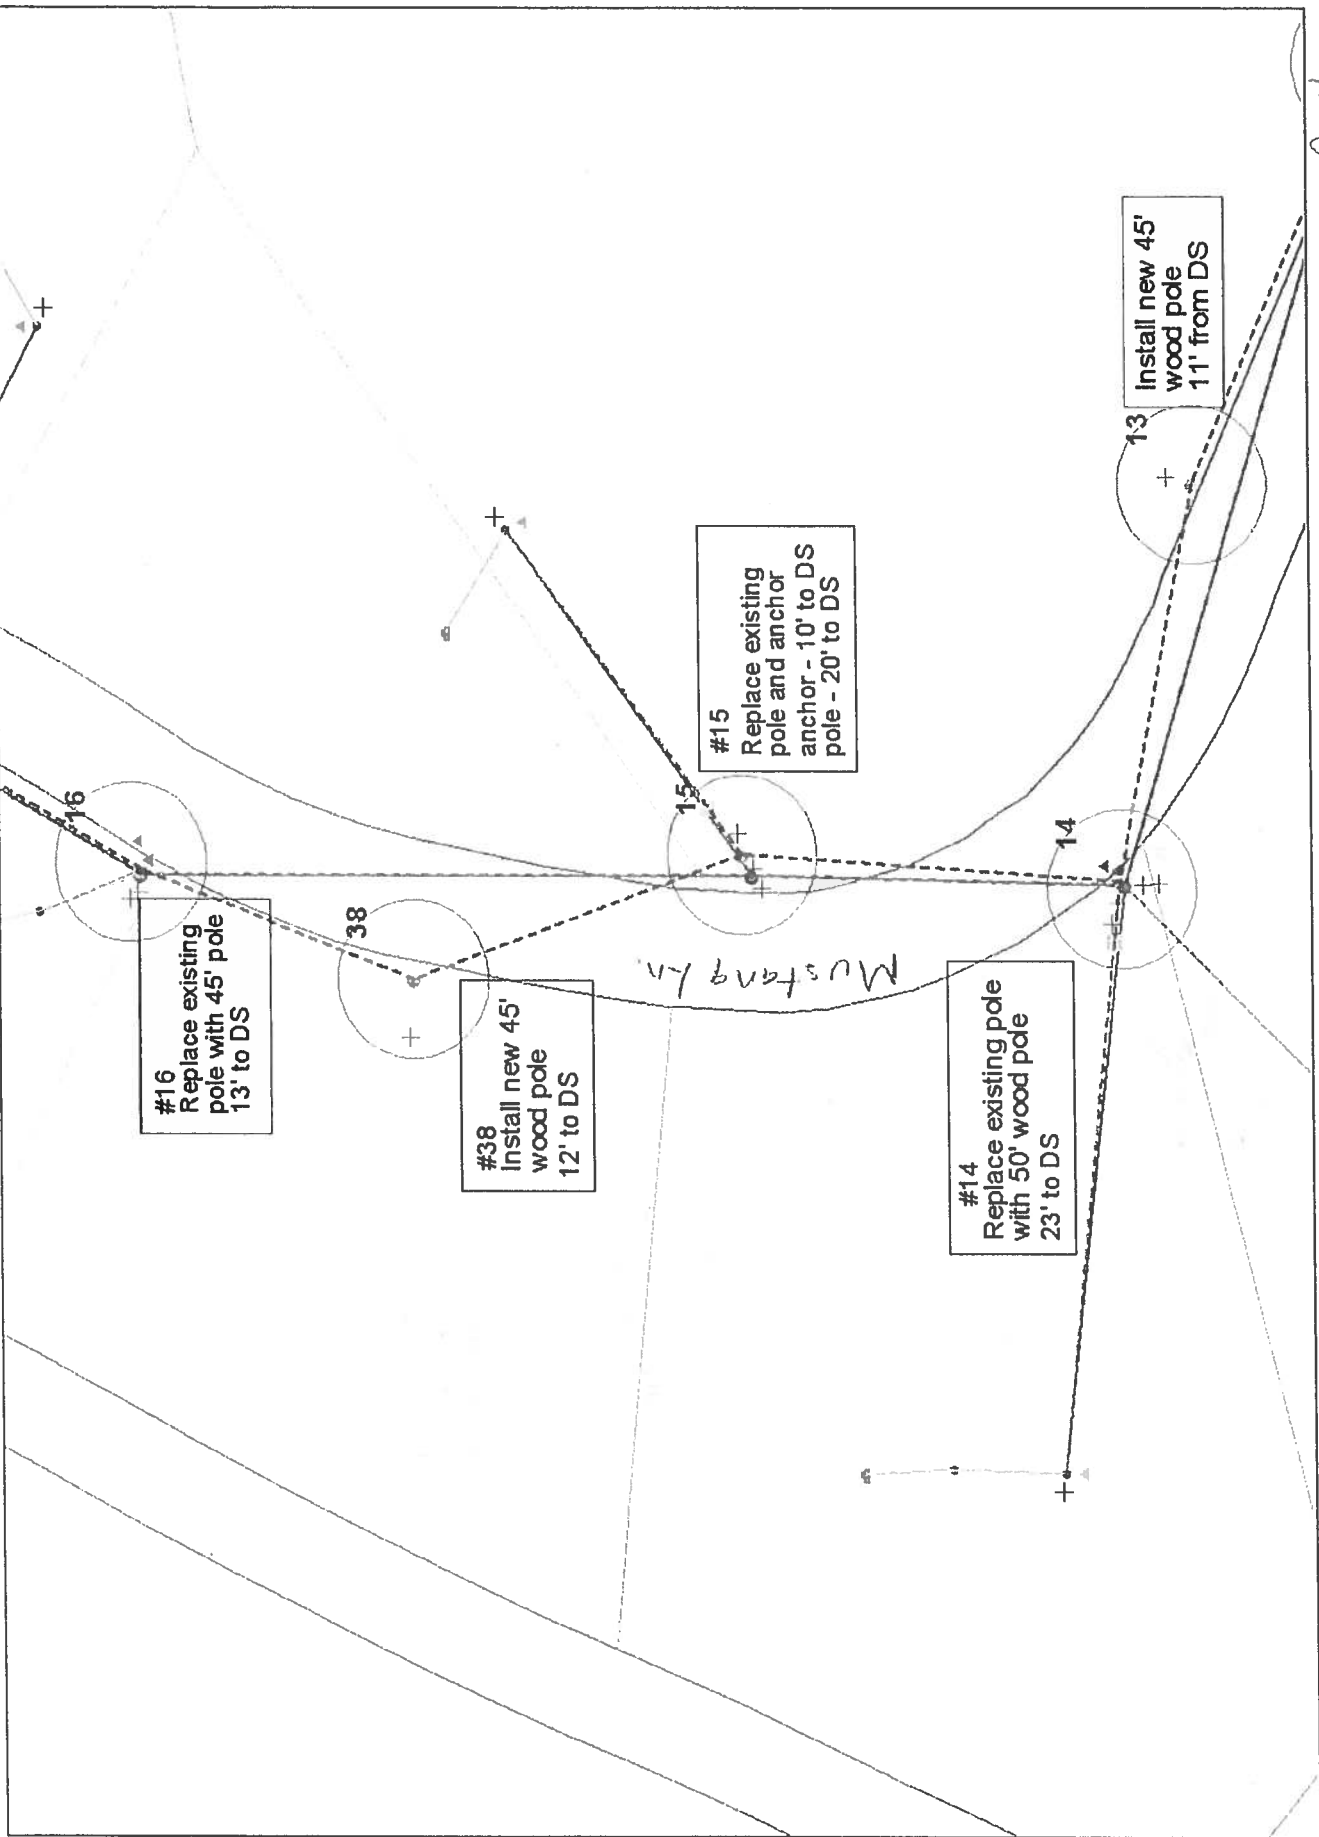 16
#16
Replace existing
pole with 45' pole
13' to DS
38
#38
Install new 45'
wood pole
12' to DS
15
#15
Replace existing
pole and anchor
anchor - 10' to DS
pole - 20' to DS
Mustang Ln
14
#14
Replace existing pole
with 50' wood pole
23' to DS
13
Install new 45'
wood pole
11' from DS